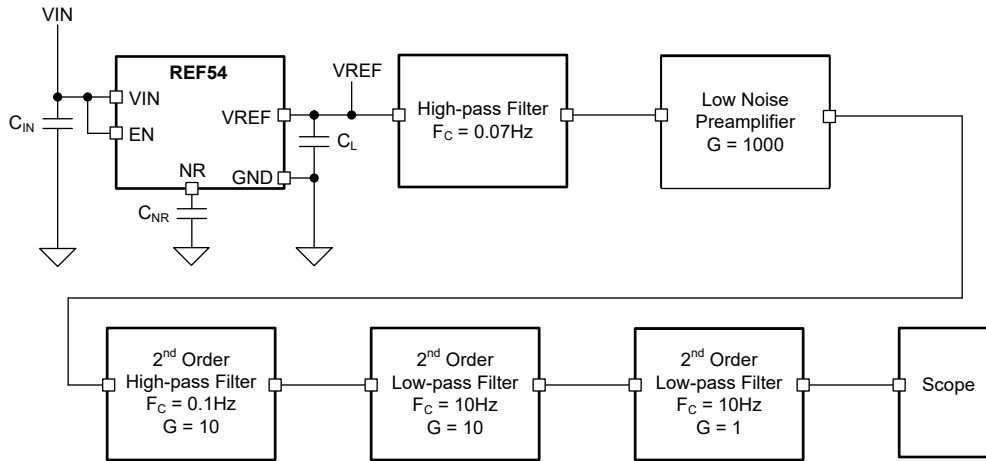 VIN
REF54
VIN
EN
VREF
NR
GND
C_IN
C_NR
C_L
VREF
High-pass Filter
F_C = 0.07Hz
Low Noise
Preamplifier
G = 1000
2nd Order
High-pass Filter
F_C = 0.1Hz
G = 10
2nd Order
Low-pass Filter
F_C = 10Hz
G = 10
2nd Order
Low-pass Filter
F_C = 10Hz
G = 1
Scope